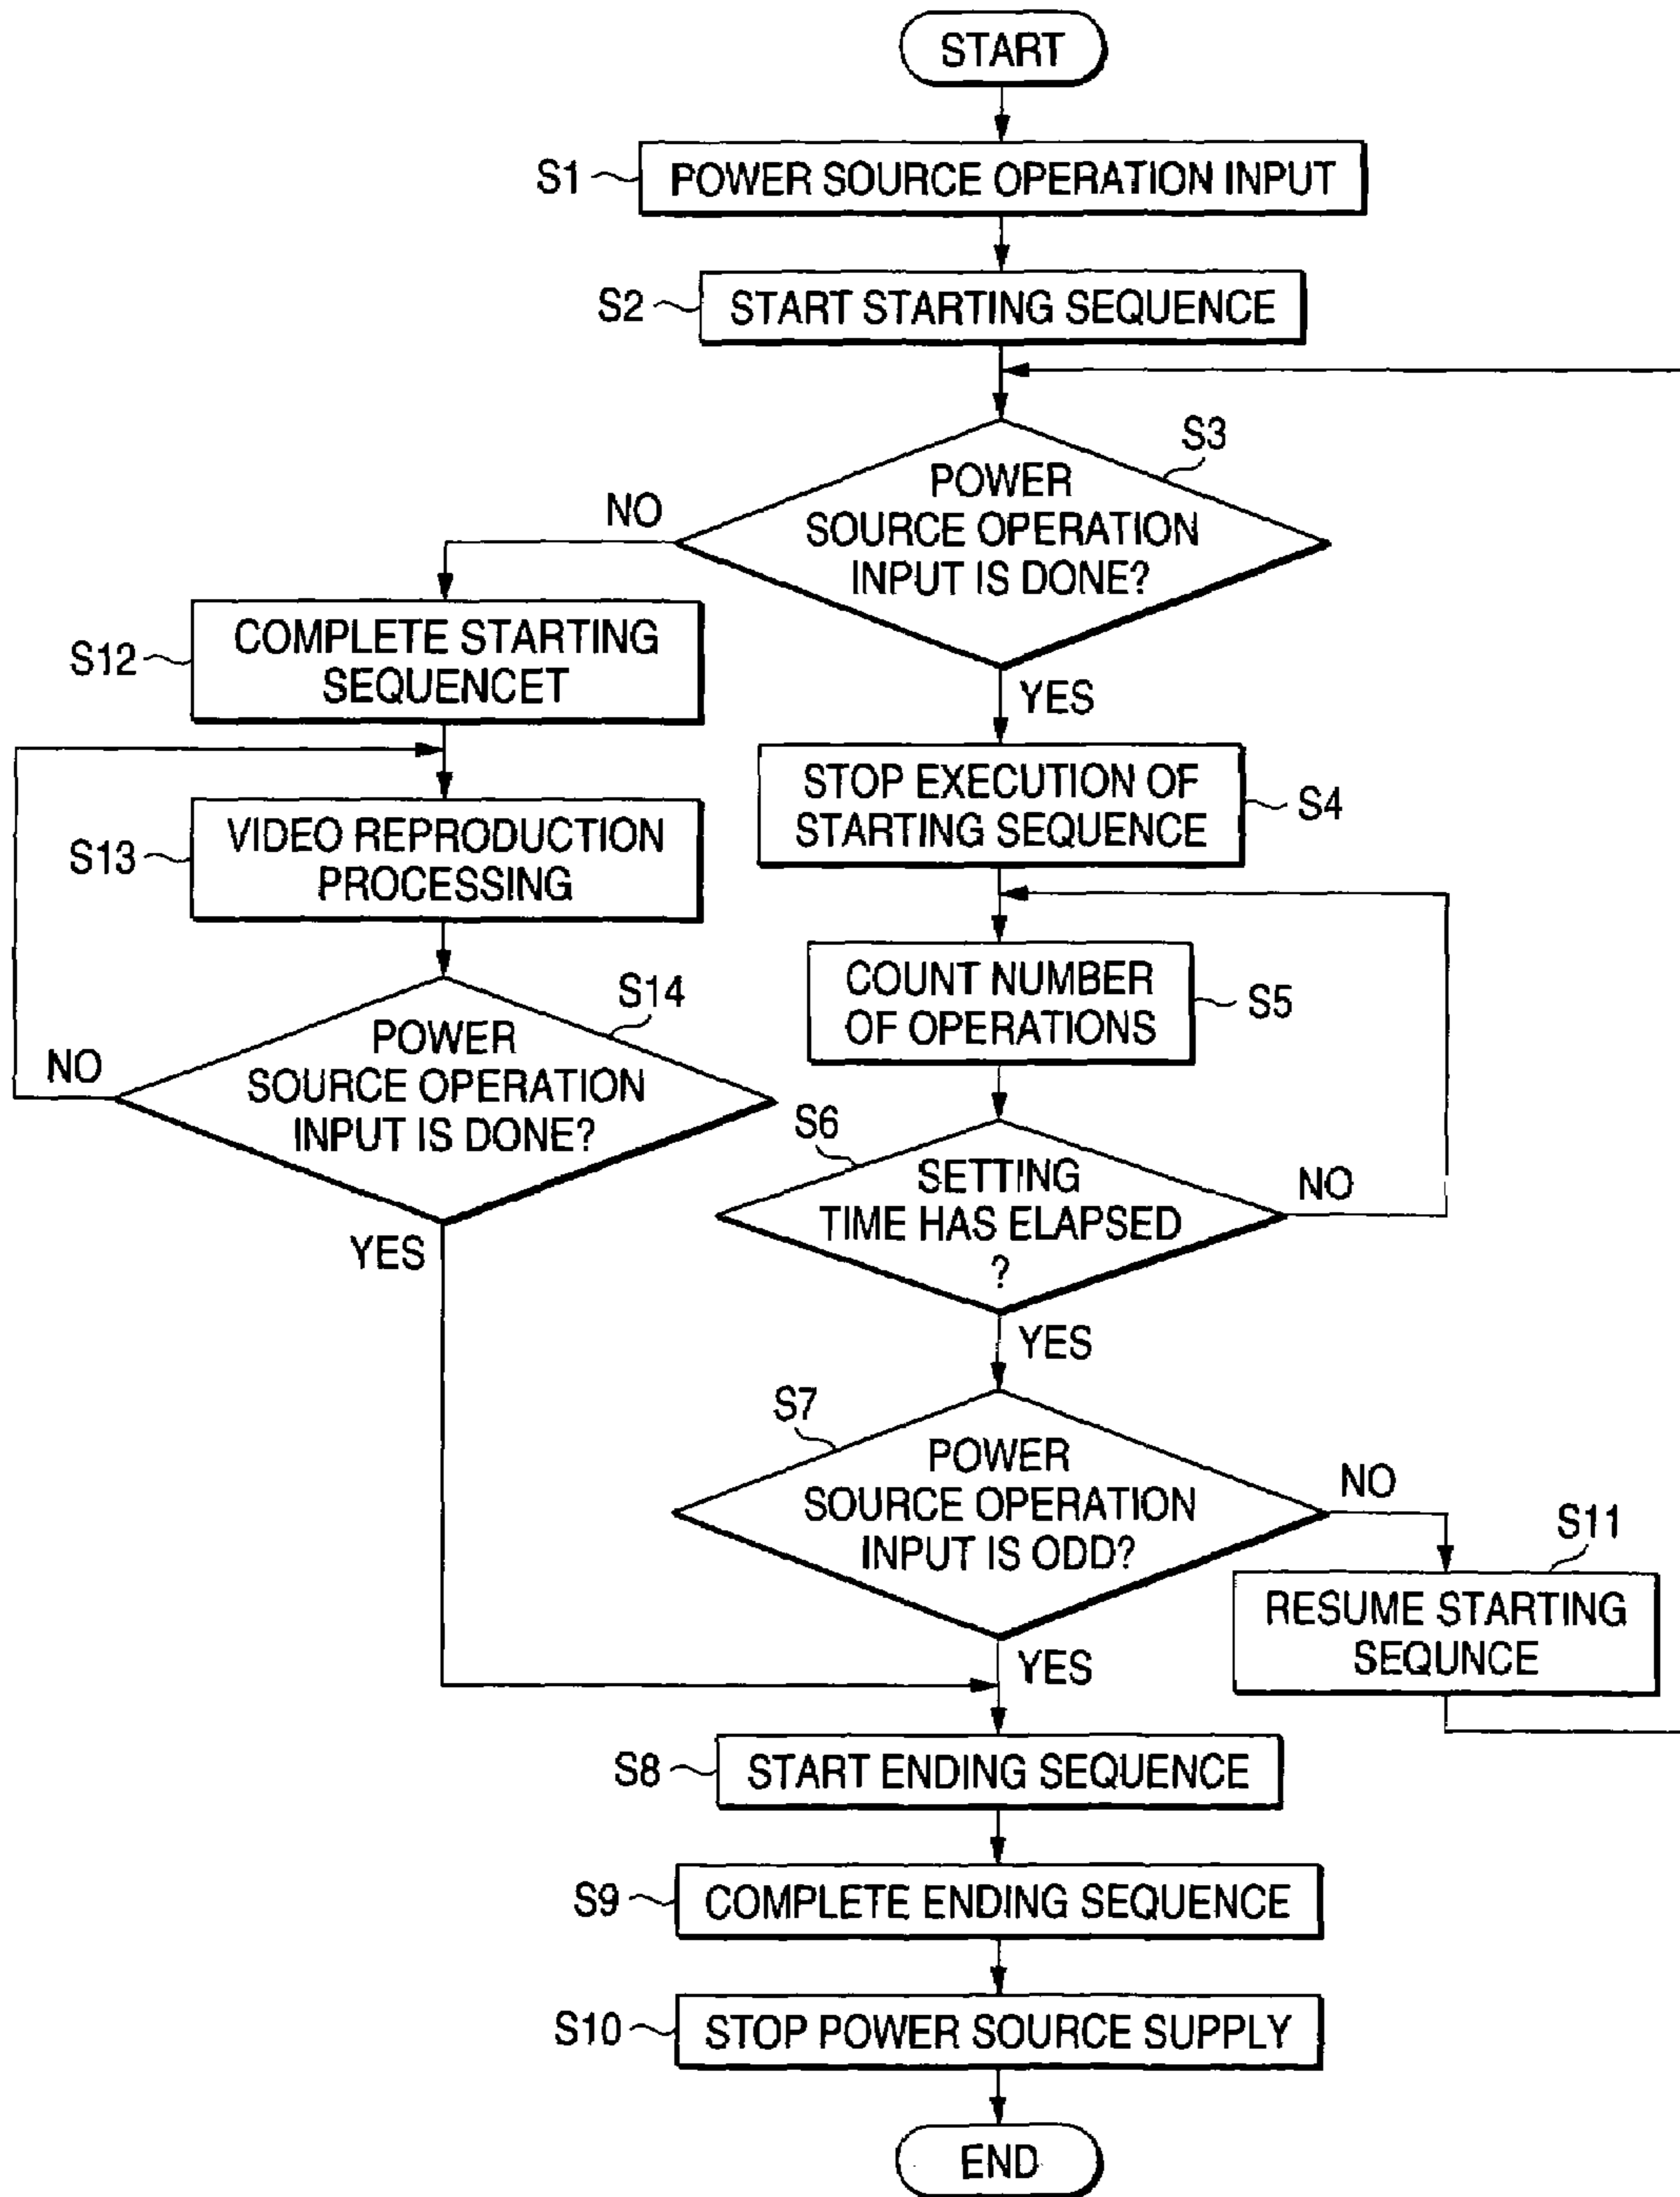 START
S1
POWER SOURCE OPERATION INPUT
S2
START STARTING SEQUENCE
S3
POWER
SOURCE OPERATION
INPUT IS DONE?
NO
YES
S12
COMPLETE STARTING
SEQUENCET
S4
STOP EXECUTION OF
STARTING SEQUENCE
S13
VIDEO REPRODUCTION
PROCESSING
S5
COUNT NUMBER
OF OPERATIONS
S14
POWER
SOURCE OPERATION
INPUT IS DONE?
NO
YES
S6
SETTING
TIME HAS ELAPSED
?
NO
YES
S7
POWER
SOURCE OPERATION
INPUT IS ODD?
NO
YES
S11
RESUME STARTING
SEQUNCE
S8
START ENDING SEQUENCE
S9
COMPLETE ENDING SEQUENCE
S10
STOP POWER SOURCE SUPPLY
END